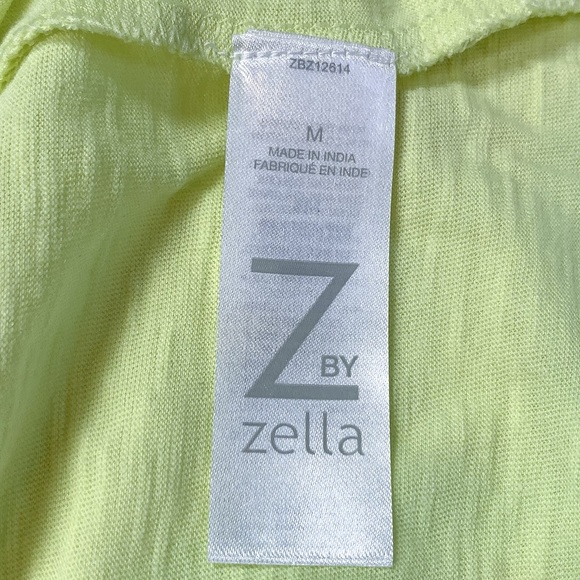 ZBZ12614
M
MADE IN INDIA
FABRIQUÉ EN INDE
Z BY
zella